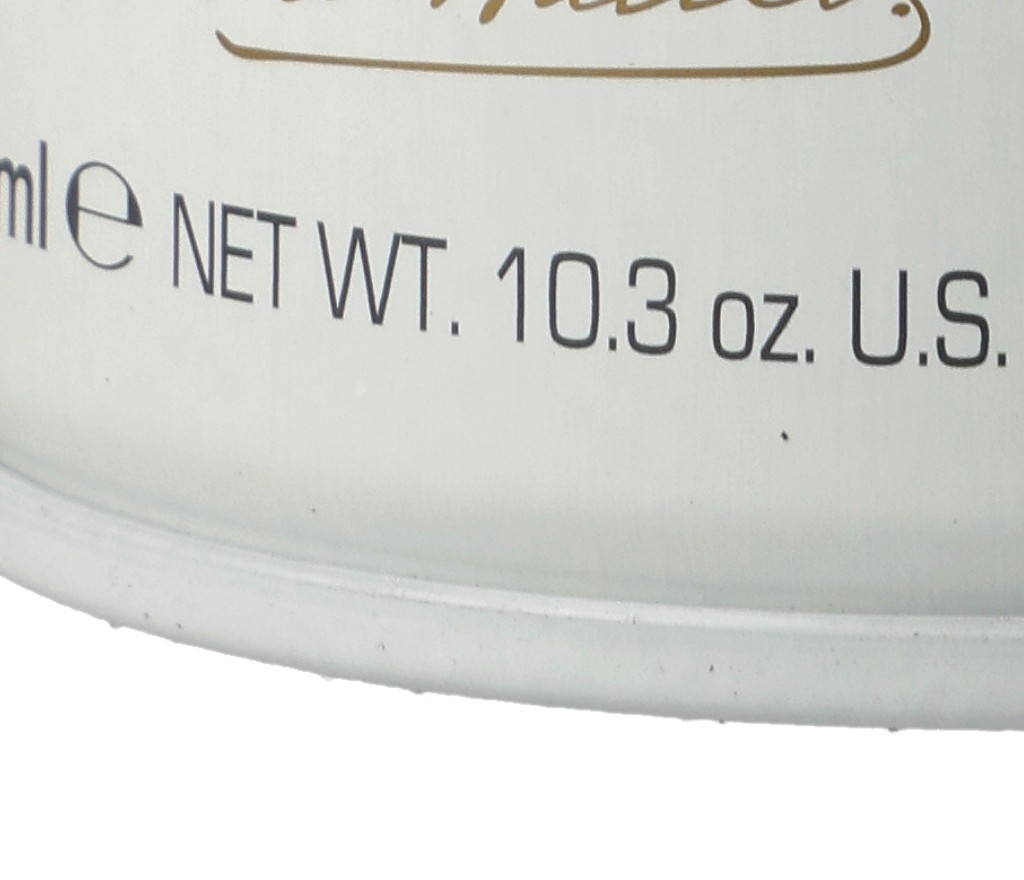 ml e NET WT. 10.3 oz. U.S.